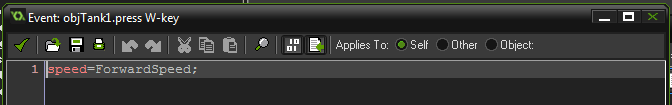 Event: objTank1.press W-key
Applies To: Self Other Object:
1 speed=ForwardSpeed;